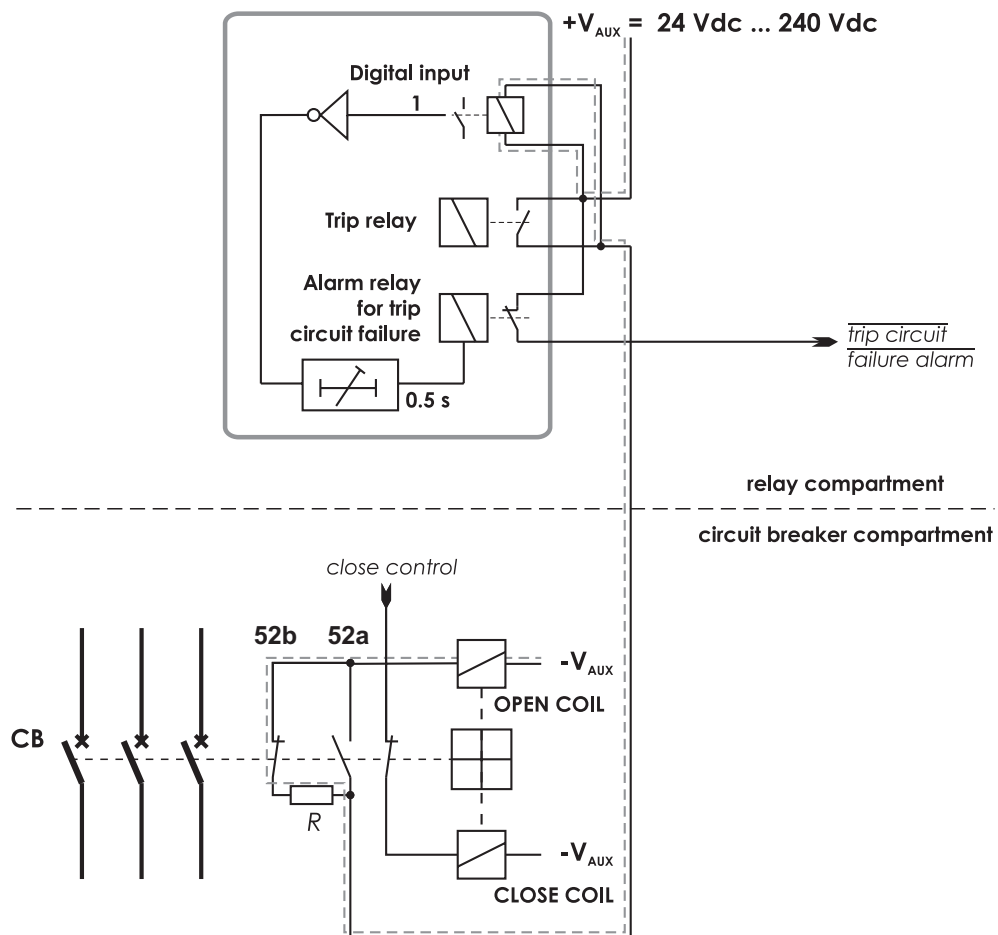 +VAUX = 24 Vdc ... 240 Vdc
Digital input
1
Trip relay
Alarm relay
for trip
circuit failure
0.5 s
trip circuit
failure alarm
relay compartment
circuit breaker compartment
close control
52b
52a
-VAUX
OPEN COIL
CB
R
-VAUX
CLOSE COIL